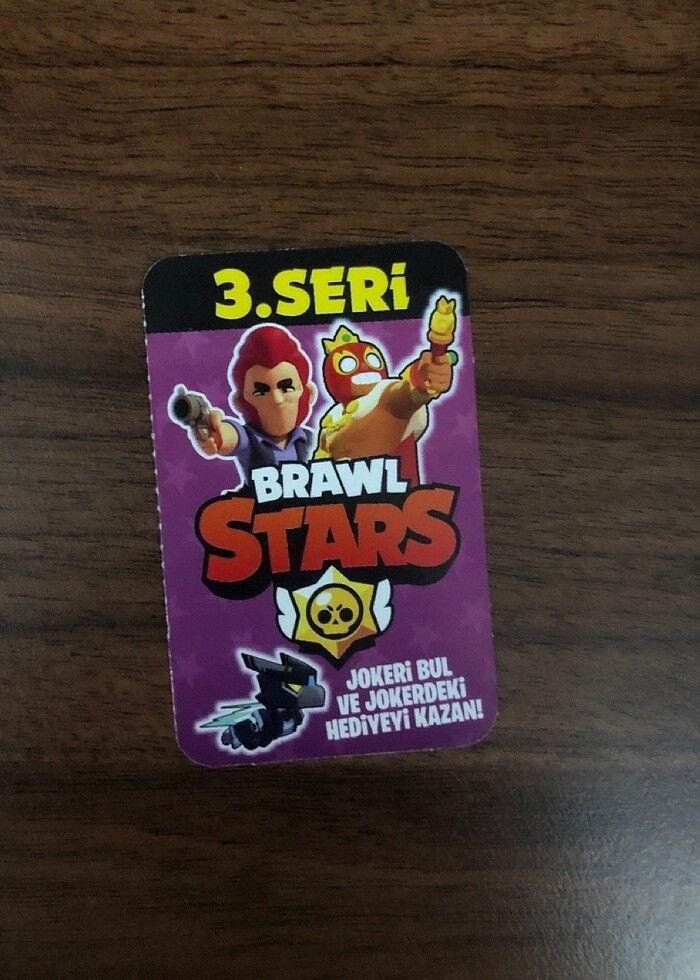 3.SERİ
BRAWL
STARS
JOKERİ BUL
VE JOKERDEKİ
HEDİYEYİ KAZAN!